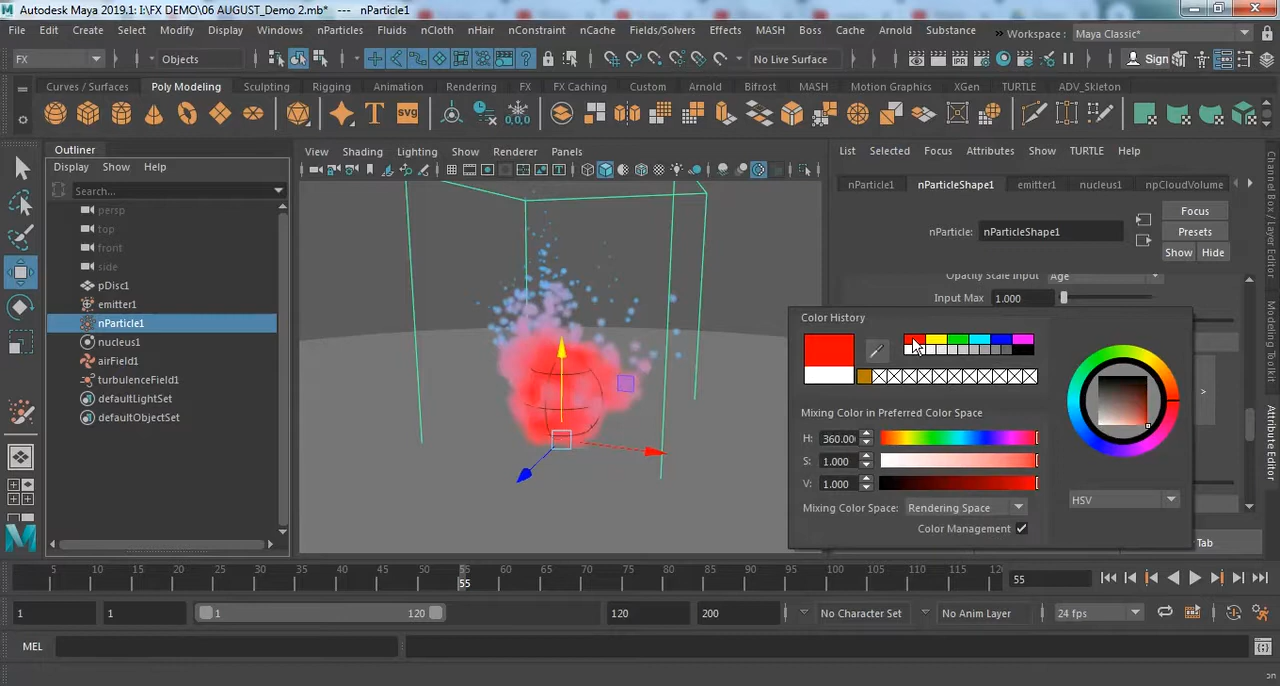 Autodesk Maya 2019.1: I:\FX DEMO\06 AUGUST_Demo 2.mb* --- nParticle1
File Edit Create Select Modify Display Windows nParticles Fluids nCloth nHair nConstraint nCache Fields/Solvers Effects MASH Boss Cache Arnold Substance » Workspace : Maya Classic*
FX Objects No Live Surface Sign
Curves / Surfaces Poly Modeling Sculpting Rigging Animation Rendering FX FX Caching Custom Arnold Bifrost MASH Motion Graphics XGen TURTLE ADV_Skleton
SVG 0,0,0
Outliner
Display Show Help
Search...
persp
top
front
side
pDisc1
emitter1
nParticle1
nucleus1
airField1
turbulenceField1
defaultLightSet
defaultObjectSet
View Shading Lighting Show Renderer Panels
List Selected Focus Attributes Show TURTLE Help
nParticle1 nParticleShape1 emitter1 nucleus1 npCloudVolume
nParticle: nParticleShape1
Focus
Presets
Show Hide
Opacity Scale Input Age
Input Max 1.000
Color History
Mixing Color in Preferred Color Space
H: 360.00
S: 1.000
V: 1.000
HSV
Mixing Color Space: Rendering Space
Color Management
Tab
Channel Box / Layer Editor
Modeling Toolkit
Attribute Editor
5 10 15 20 25 30 35 40 45 50 55 60 65 70 75 80 85 90 95 100 105 110 115 120
55
55
1 1 1 120 120 200 No Character Set No Anim Layer 24 fps
MEL